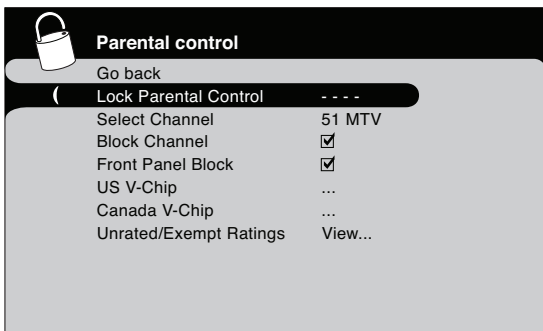 Parental control
Go back
Lock Parental Control - - - -
Select Channel 51 MTV
Block Channel
Front Panel Block
US V-Chip ...
Canada V-Chip ...
Unrated/Exempt Ratings View...